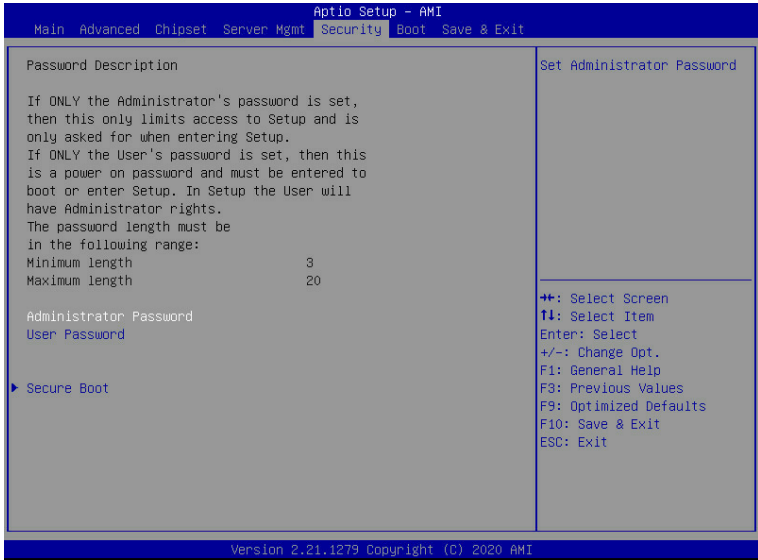 Aptio Setup – AMI
Main Advanced Chipset Server Mgmt Security Boot Save & Exit
Password Description
If ONLY the Administrator's password is set,
then this only limits access to Setup and is
only asked for when entering Setup.
If ONLY the User's password is set, then this
is a power on password and must be entered to
boot or enter Setup. In Setup the User will
have Administrator rights.
The password length must be
in the following range:
Minimum length 3
Maximum length 20
Administrator Password
User Password
Secure Boot
Set Administrator Password
→←: Select Screen
↑↓: Select Item
Enter: Select
+/-: Change Opt.
F1: General Help
F3: Previous Values
F9: Optimized Defaults
F10: Save & Exit
ESC: Exit
Version 2.21.1279 Copyright (C) 2020 AMI